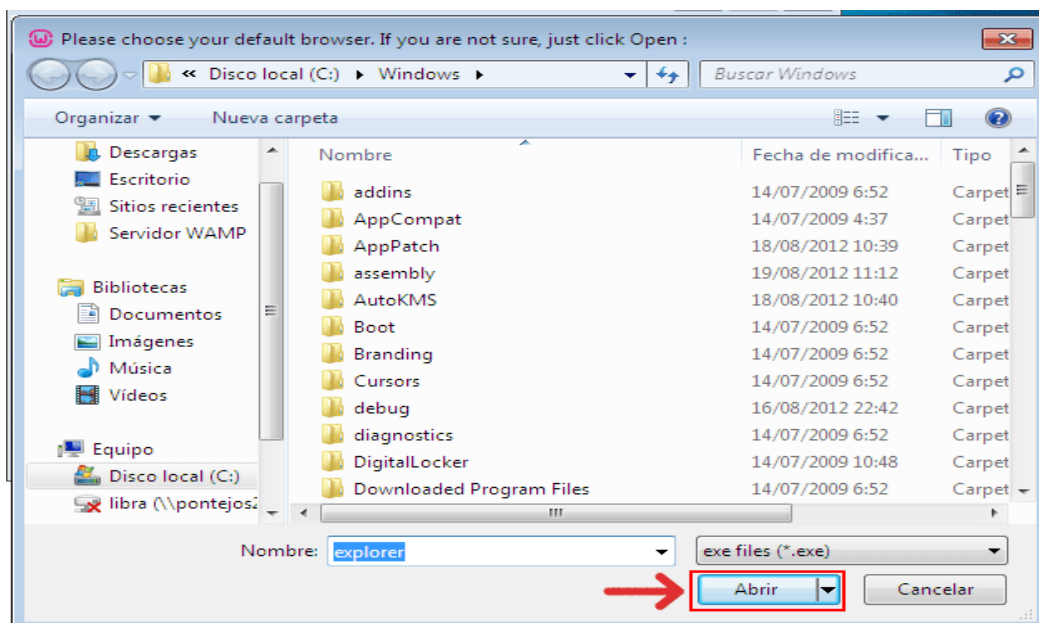 Please choose your default browser. If you are not sure, just click Open :
« Disco local (C:) ▸ Windows ▸ Buscar Windows
Organizar Nueva carpeta
Descargas
Escritorio
Sitios recientes
Servidor WAMP
Bibliotecas
Documentos
Imágenes
Música
Vídeos
Equipo
Disco local (C:)
libra (\\pontejos2
Nombre Fecha de modifica... Tipo
addins 14/07/2009 6:52 Carpet
AppCompat 14/07/2009 4:37 Carpet
AppPatch 18/08/2012 10:39 Carpet
assembly 19/08/2012 11:12 Carpet
AutoKMS 18/08/2012 10:40 Carpet
Boot 14/07/2009 6:52 Carpet
Branding 14/07/2009 6:52 Carpet
Cursors 14/07/2009 6:52 Carpet
debug 16/08/2012 22:42 Carpet
diagnostics 14/07/2009 6:52 Carpet
DigitalLocker 14/07/2009 10:48 Carpet
Downloaded Program Files 14/07/2009 6:52 Carpet
Nombre: explorer exe files (*.exe)
Abrir Cancelar